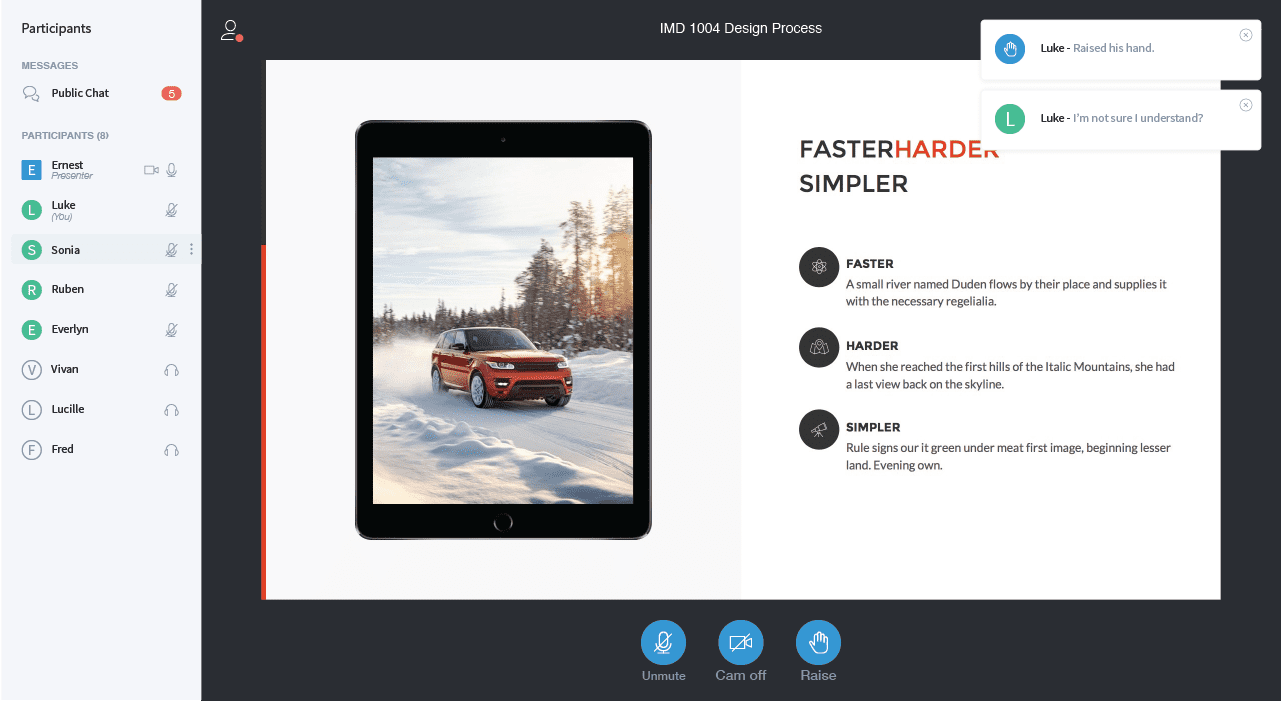 Participants
MESSAGES
Public Chat
5
PARTICIPANTS (8)
E
Ernest
Presenter
L
Luke
(You)
S
Sonia
R
Ruben
E
Everlyn
V
Vivan
L
Lucille
F
Fred
IMD 1004 Design Process
Luke - Raised his hand.
L
Luke - I'm not sure I understand?
FASTERHARDER
SIMPLER
FASTER
A small river named Duden flows by their place and supplies it
with the necessary regelialia.
HARDER
When she reached the first hills of the Italic Mountains, she had
a last view back on the skyline.
SIMPLER
Rule signs our it green under meat first image, beginning lesser
land. Evening own.
Unmute
Cam off
Raise